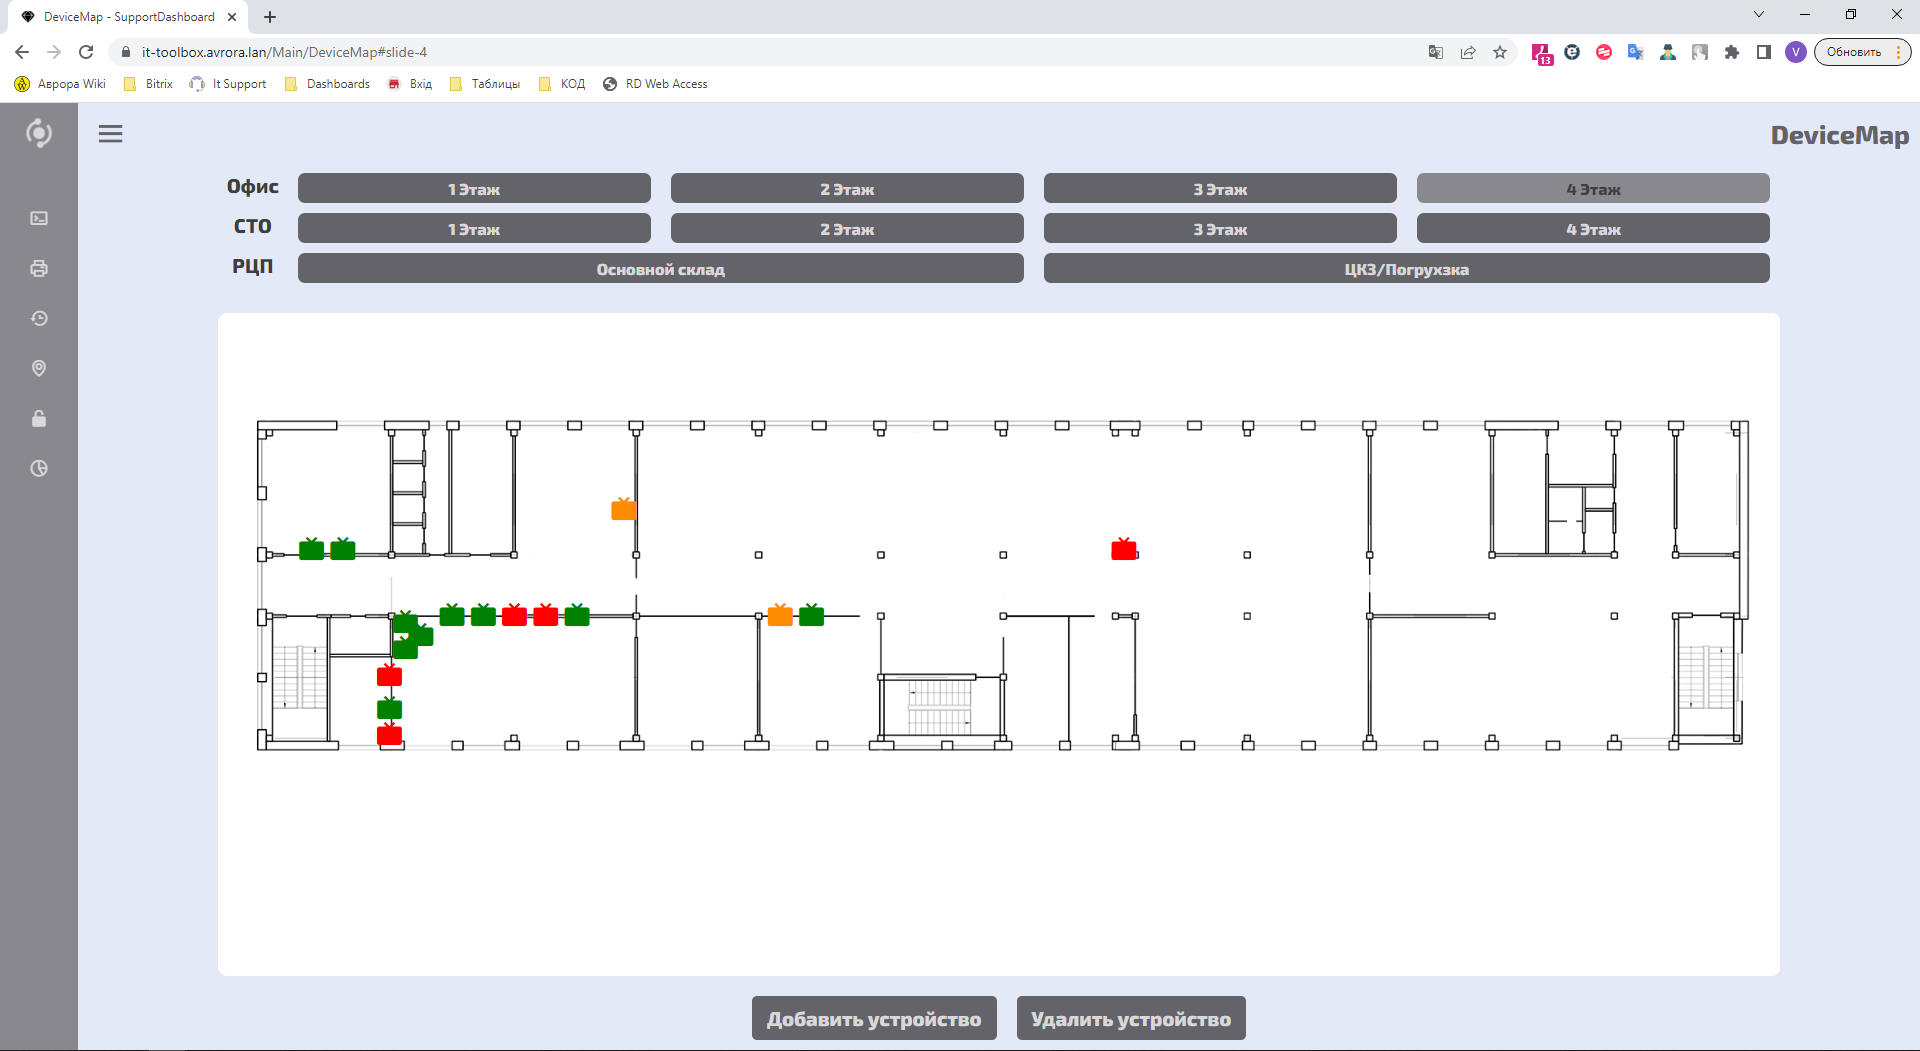 DeviceMap - SupportDashboard
it-toolbox.avrora.lan/Main/DeviceMap#slide-4
13
V
Обновить
Аврора Wiki
Bitrix
It Support
Dashboards
Вхід
Таблицы
КОД
RD Web Access
DeviceMap
Офис
1 Этаж
2 Этаж
3 Этаж
4 Этаж
СТО
1 Этаж
2 Этаж
3 Этаж
4 Этаж
РЦП
Основной склад
ЦКЗ/Погрухзка
Добавить устройство
Удалить устройство